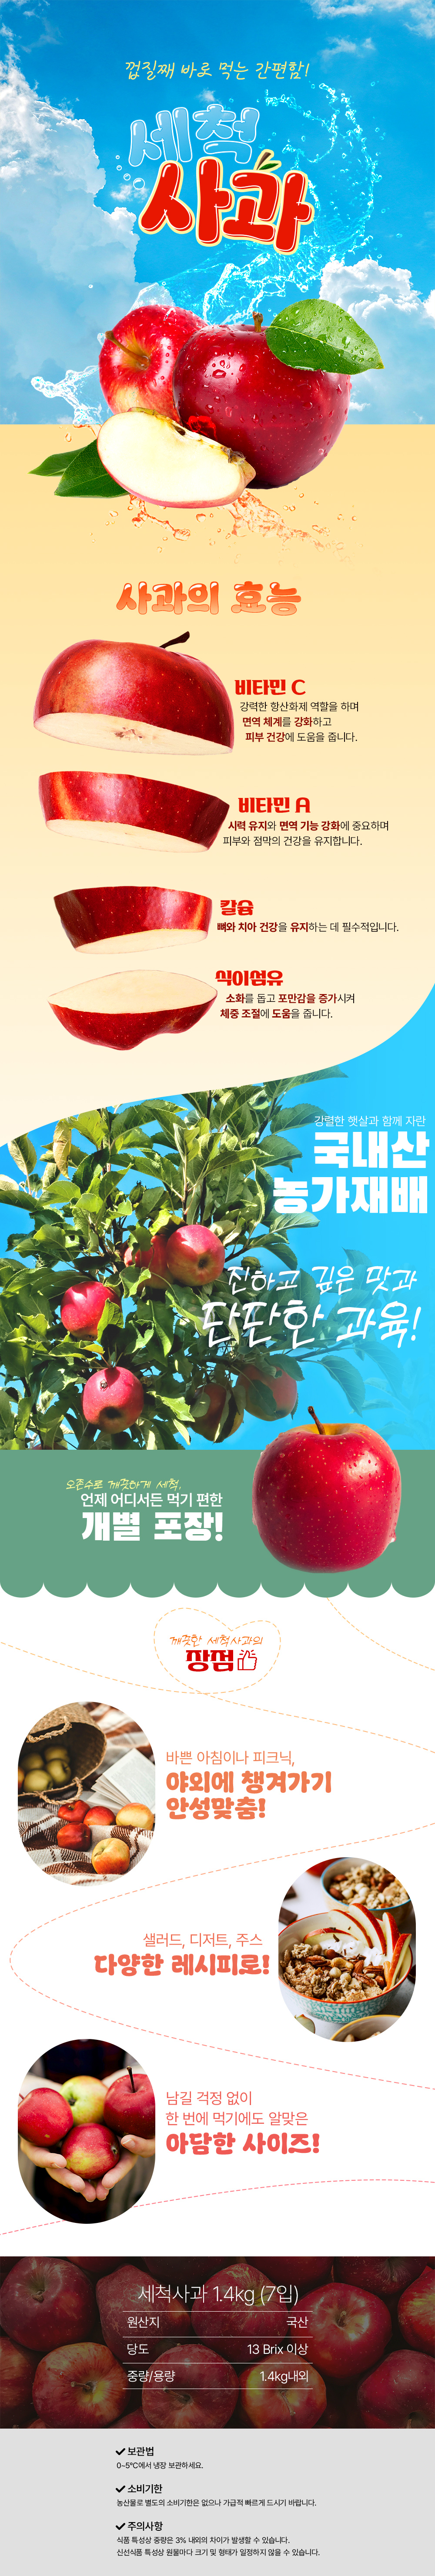 껍질째 바로 먹는 간편함!
세척
사과
사과의 효능
비타민 C
강력한 항산화제 역할을 하며
면역 체계를 강화하고
피부 건강에 도움을 줍니다.
비타민 A
시력 유지와 면역 기능 강화에 중요하며
피부와 점막의 건강을 유지합니다.
칼슘
뼈와 치아 건강을 유지하는 데 필수적입니다.
식이섬유
소화를 돕고 포만감을 증가시켜
체중 조절에 도움을 줍니다.
강렬한 햇살과 함께 자란
국내산
농가재배
진하고 깊은 맛과
단단한 과육!
오존수로 깨끗하게 세척,
언제 어디서든 먹기 편한
개별 포장!
깨끗한 세척사과의
장점
바쁜 아침이나 피크닉,
야외에 챙겨가기
안성맞춤!
샐러드, 디저트, 주스
다양한 레시피로!
남길 걱정 없이
한 번에 먹기에도 알맞은
아담한 사이즈!
세척사과 1.4kg (7입)
원산지 국산
당도 13 Brix 이상
중량/용량 1.4kg내외
보관법
0~5℃에서 냉장 보관하세요.
소비기한
농산물로 별도의 소비기한은 없으나 가급적 빠르게 드시기 바랍니다.
주의사항
식품 특성상 중량은 3% 내외의 차이가 발생할 수 있습니다.
신선식품 특성상 원물마다 크기 및 형태가 일정하지 않을 수 있습니다.